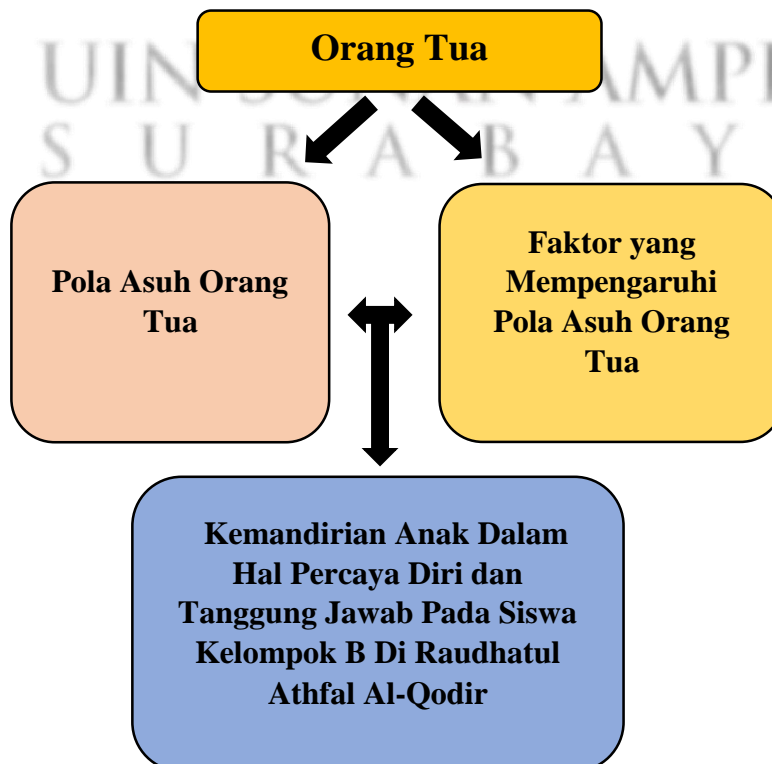 Orang Tua
UIN SUNAN AMPE
S U R A B A Y
Pola Asuh Orang
Tua
Faktor yang
Mempengaruhi
Pola Asuh Orang
Tua
Kemandirian Anak Dalam
Hal Percaya Diri dan
Tanggung Jawab Pada Siswa
Kelompok B Di Raudhatul
Athfal Al-Qodir